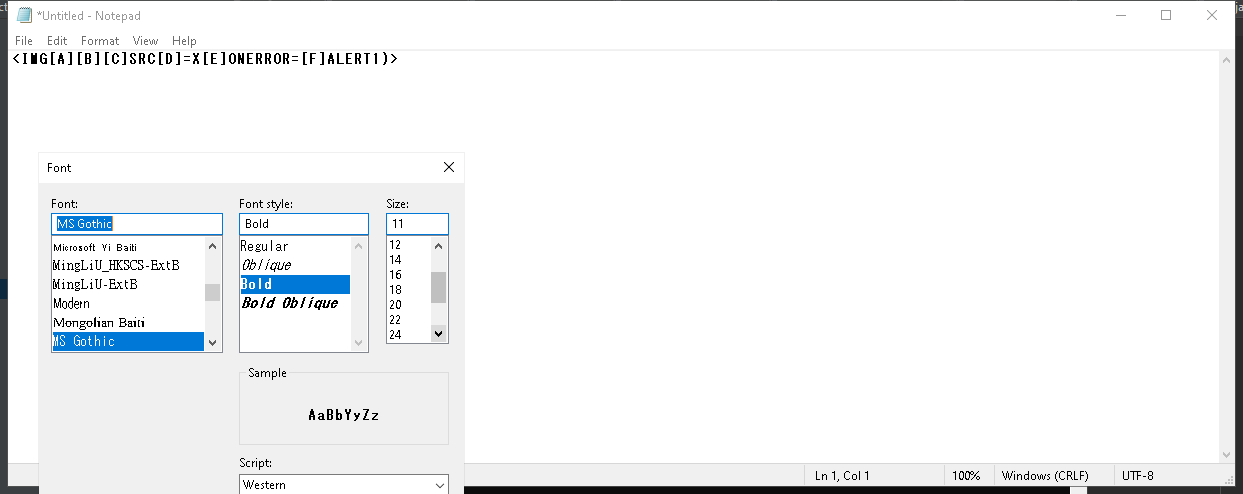 *Untitled - Notepad
File Edit Format View Help
<IMG[A][B][C]SRC[D]=X[E]ONERROR=[F]ALERT1)>
Font
Font: Font style: Size:
MS Gothic Bold 11
Microsoft Yi Baiti Regular 12
MingLiU_HKSCS-ExtB Oblique 14
MingLiU-ExtB Bold 16
Modern Bold Oblique 18
Mongolian Baiti 20
MS Gothic 22
24
Sample
AaBbYyZz
Script:
Western
Ln 1, Col 1 100% Windows (CRLF) UTF-8